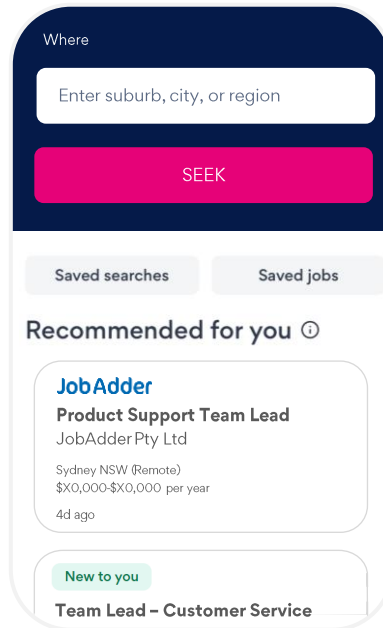 Where
Enter suburb, city, or region
SEEK
Saved searches
Saved jobs
Recommended for you
JobAdder
Product Support Team Lead
JobAdder Pty Ltd
Sydney NSW (Remote)
$X0,000-$X0,000 per year
4d ago
New to you
Team Lead – Customer Service